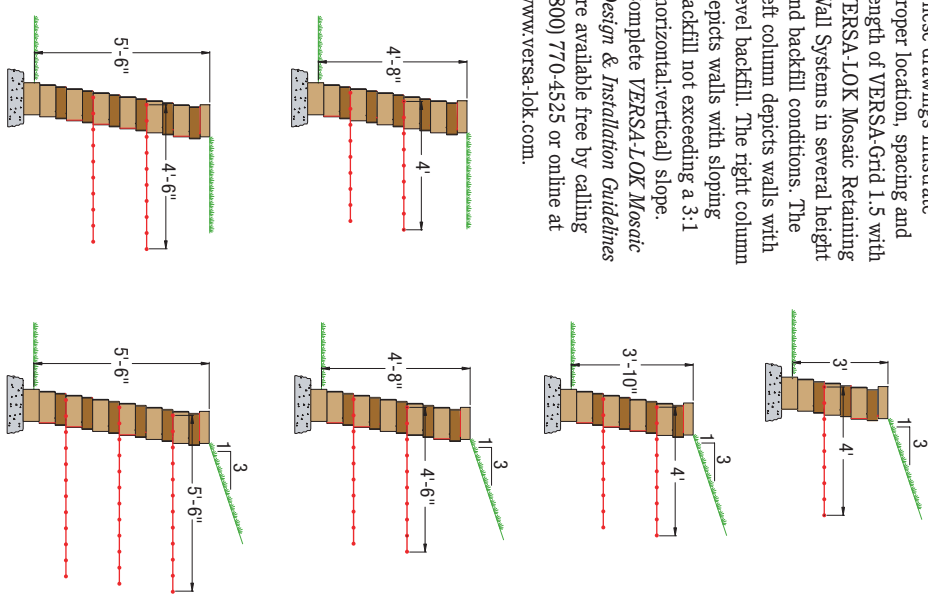 hese drawings illustrate
roper location, spacing and
ength of VERSA-Grid 1.5 with
VERSA-LOK Mosaic Retaining
Wall Systems in several height
nd backfill conditions. The
eft column depicts walls with
evel backfill. The right column
epicts walls with sloping
ackfill not exceeding a 3:1
horizontal:vertical) slope.
omplete VERSA-LOK Mosaic
Design & Installation Guidelines
re available free by calling
800) 770-4525 or online at
www.versa-lok.com.
3'
4'
1
3
3'-10"
4'
1
3
4'-8"
4'
4'-8"
4'-6"
1
3
5'-6"
4'-6"
5'-6"
5'-6"
1
3